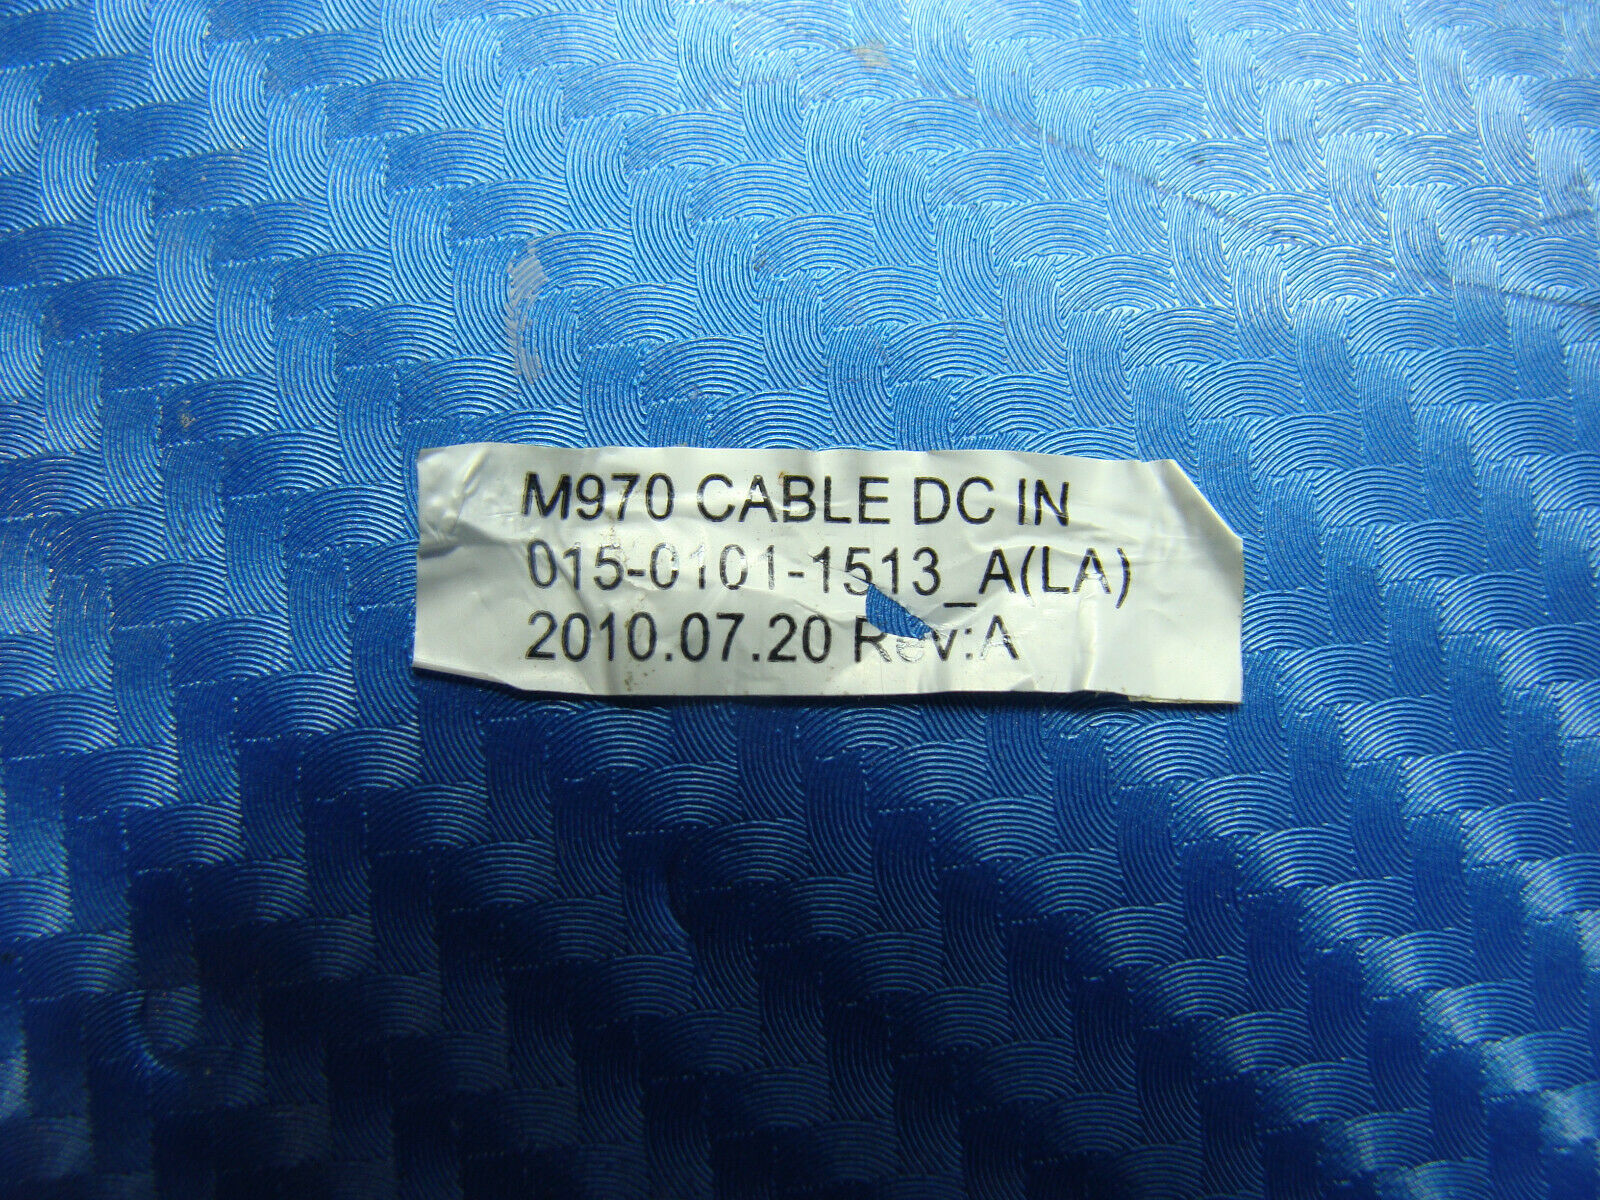 M970 CABLE DC IN
015-0101-1513_A(LA)
2010.07.20 Rev:A